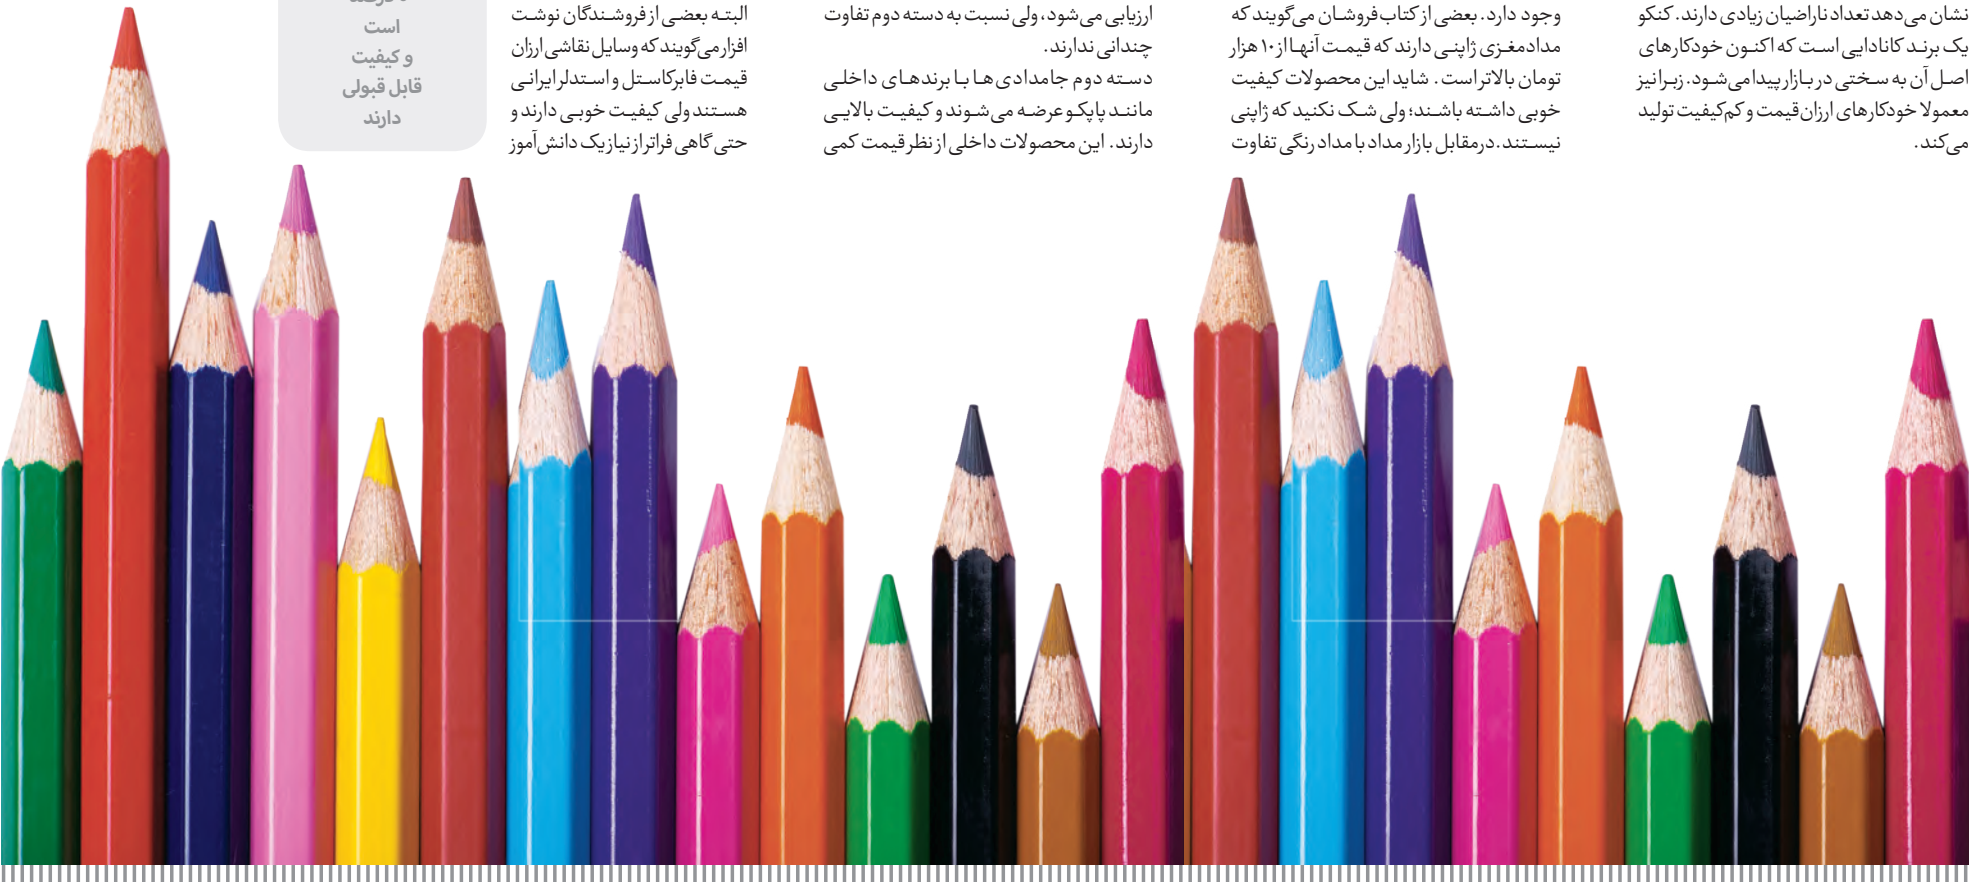 نشان می‌دهد تعداد ناراضیان زیادی دارند. کنکو
یک برند کانادایی است که اکنون خودکارهای
اصل آن به سختی در بازار پیدا می‌شود. زبرا نیز
معمولا خودکارهای ارزان‌قیمت و کم‌کیفیت تولید
می‌کند.
وجود دارد. بعضی از کتاب‌فروشان می‌گویند که
مدادمغزی ژاپنی دارند که قیمت آنها از ۱۰ هزار
تومان بالاتر است. شاید این محصولات کیفیت
خوبی داشته باشند؛ ولی شک نکنید که ژاپنی
نیستند. درمقابل بازار مداد با مداد رنگی تفاوت
ارزیابی می‌شود، ولی نسبت به دسته دوم تفاوت
چندانی ندارند.
دسته دوم جامدادی‌ها با برندهای داخلی
مانند پاپکو عرضه می‌شوند و کیفیت بالایی
دارند. این محصولات داخلی از نظر قیمت کمی
البته بعضی از فروشندگان نوشت
افزار می‌گویند که وسایل نقاشی ارزان
قیمت فابرکاستل و استدلر ایرانی
هستند ولی کیفیت خوبی دارند و
حتی گاهی فراتر از نیاز یک دانش‌آموز
است
و کیفیت
قابل قبولی
دارند